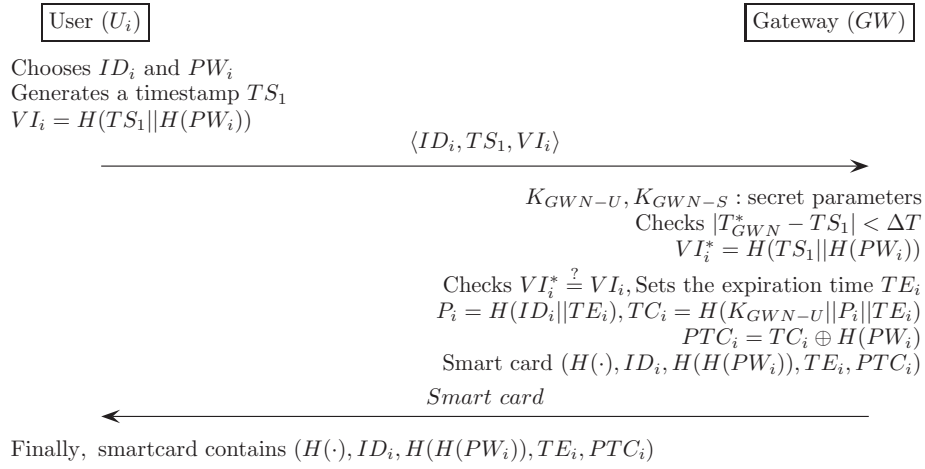 User (U_i)
Gateway (GW)
Chooses ID_i and PW_i
Generates a timestamp TS_1
VI_i = H(TS_1||H(PW_i))
⟨ID_i, TS_1, VI_i⟩
K_{GWN−U}, K_{GWN−S} : secret parameters
Checks |T^*_{GWN} − TS_1| < ΔT
VI^*_i = H(TS_1||H(PW_i))
Checks VI^*_i ≟ VI_i, Sets the expiration time TE_i
P_i = H(ID_i||TE_i), TC_i = H(K_{GWN−U}||P_i||TE_i)
PTC_i = TC_i ⊕ H(PW_i)
Smart card (H(·), ID_i, H(H(PW_i)), TE_i, PTC_i)
Smart card
Finally, smartcard contains (H(·), ID_i, H(H(PW_i)), TE_i, PTC_i)